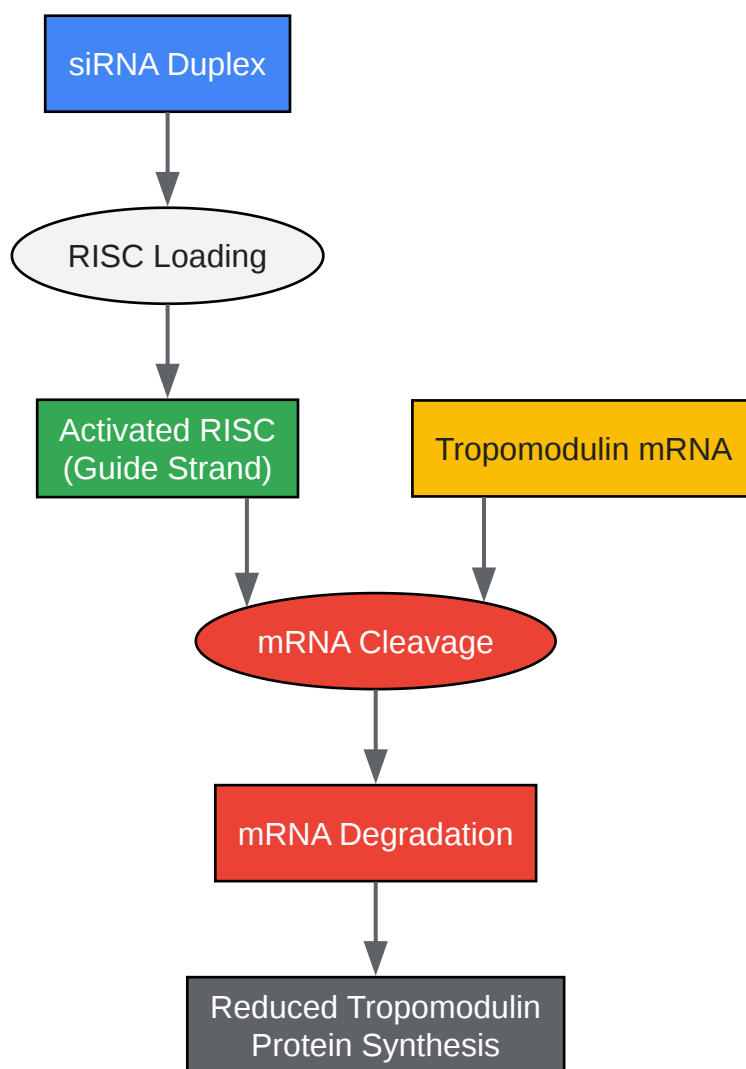 siRNA Duplex
RISC Loading
Activated RISC
(Guide Strand)
Tropomodulin mRNA
mRNA Cleavage
mRNA Degradation
Reduced Tropomodulin
Protein Synthesis